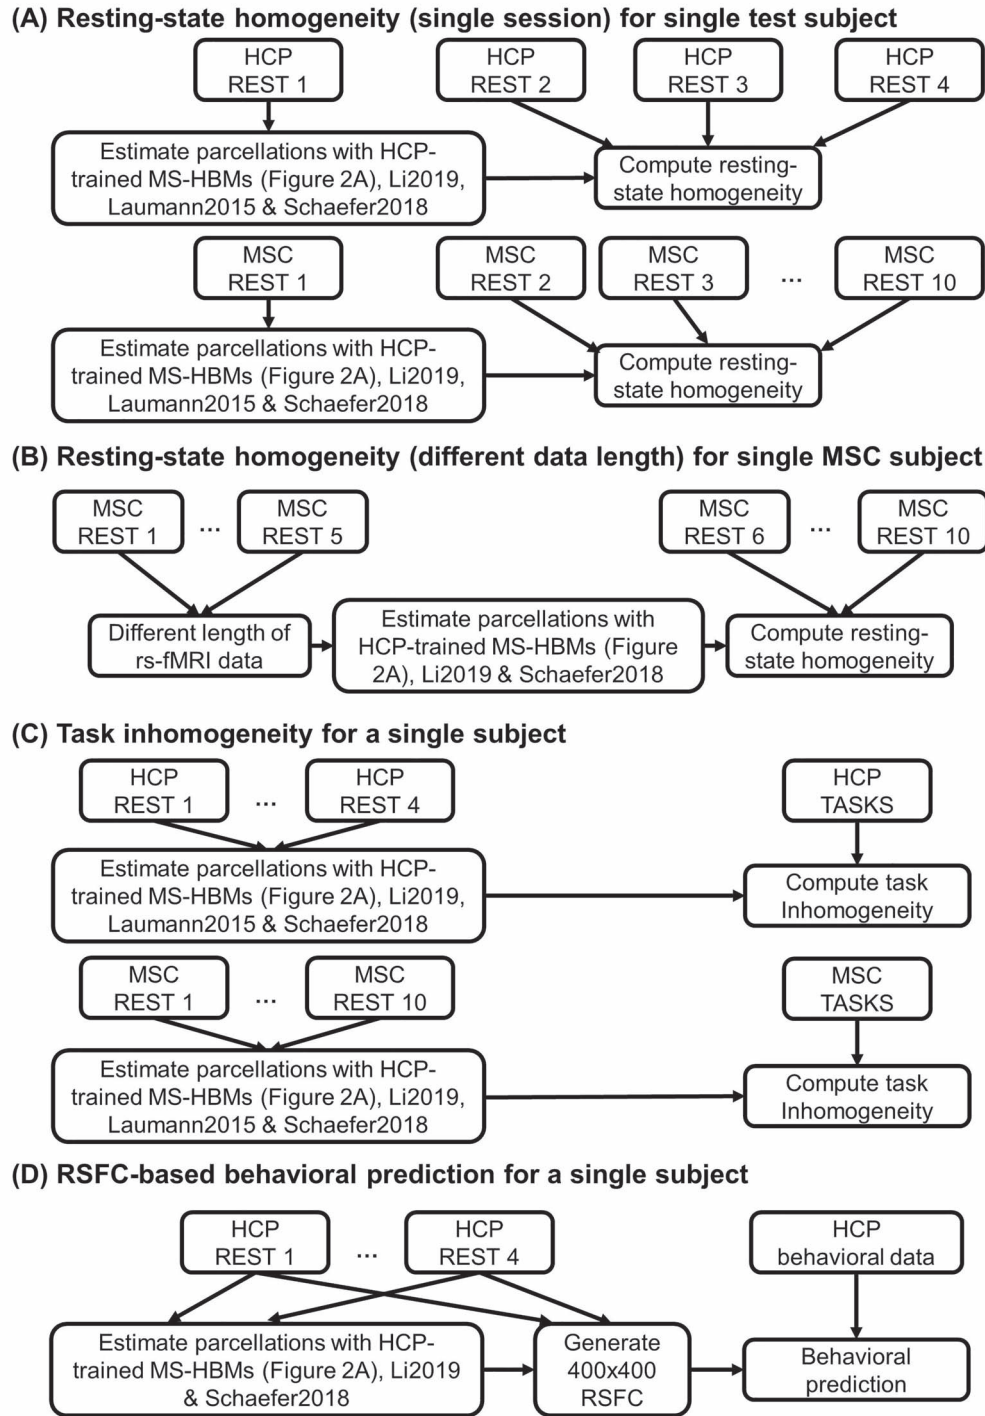 (A) Resting-state homogeneity (single session) for single test subject
HCP
REST 1
HCP
REST 2
HCP
REST 3
HCP
REST 4
Estimate parcellations with HCP-
trained MS-HBMs (Figure 2A), Li2019,
Laumann2015 & Schaefer2018
Compute resting-
state homogeneity
MSC
REST 1
MSC
REST 2
MSC
REST 3
...
MSC
REST 10
Estimate parcellations with HCP-
trained MS-HBMs (Figure 2A), Li2019,
Laumann2015 & Schaefer2018
Compute resting-
state homogeneity
(B) Resting-state homogeneity (different data length) for single MSC subject
MSC
REST 1
...
MSC
REST 5
MSC
REST 6
...
MSC
REST 10
Different length of
rs-fMRI data
Estimate parcellations with
HCP-trained MS-HBMs (Figure
2A), Li2019 & Schaefer2018
Compute resting-
state homogeneity
(C) Task inhomogeneity for a single subject
HCP
REST 1
...
HCP
REST 4
HCP
TASKS
Estimate parcellations with HCP-
trained MS-HBMs (Figure 2A), Li2019,
Laumann2015 & Schaefer2018
Compute task
Inhomogeneity
MSC
REST 1
...
MSC
REST 10
MSC
TASKS
Estimate parcellations with HCP-
trained MS-HBMs (Figure 2A), Li2019,
Laumann2015 & Schaefer2018
Compute task
Inhomogeneity
(D) RSFC-based behavioral prediction for a single subject
HCP
REST 1
...
HCP
REST 4
HCP
behavioral data
Estimate parcellations with HCP-
trained MS-HBMs (Figure 2A), Li2019
& Schaefer2018
Generate
400x400
RSFC
Behavioral
prediction